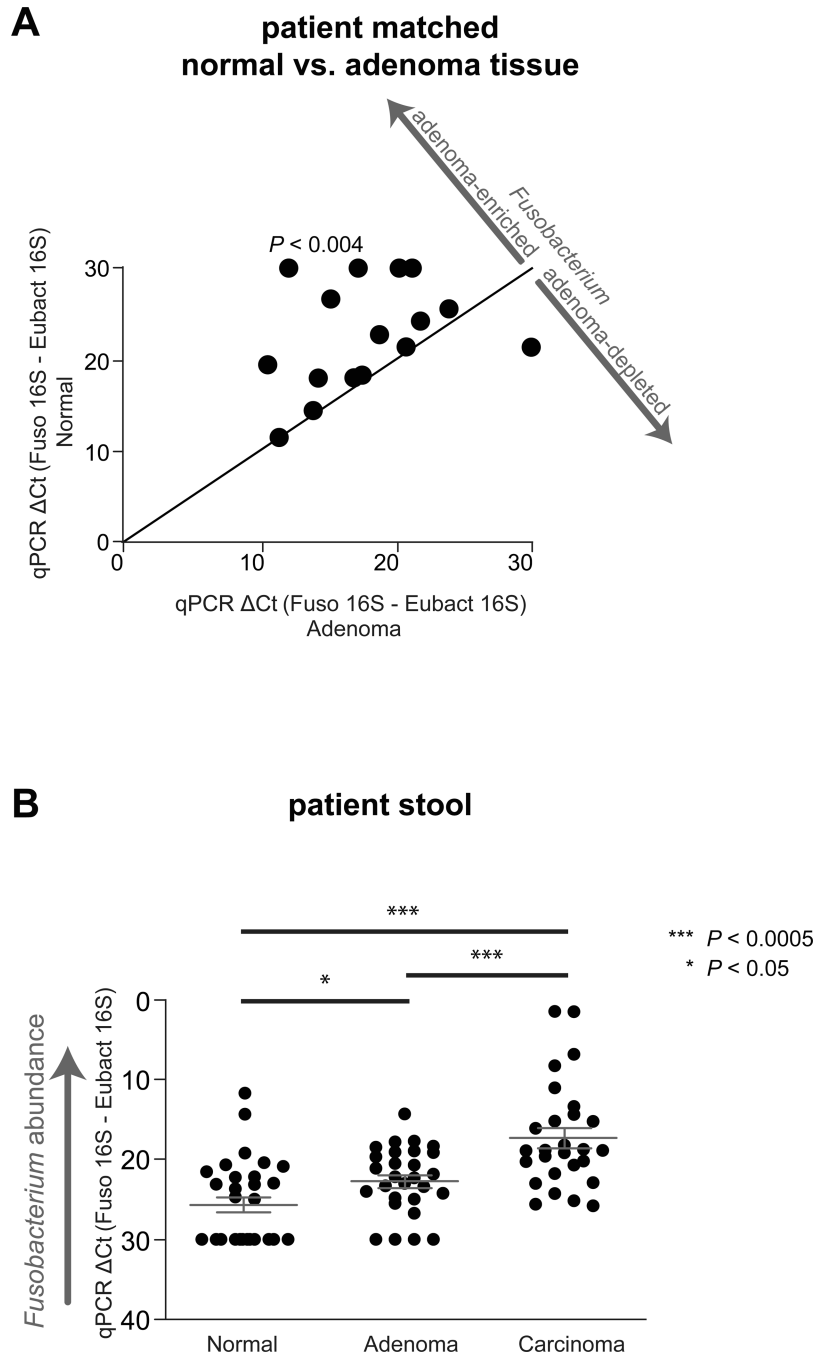 A
patient matched
normal vs. adenoma tissue
adenoma-enriched
Fusobacterium
adenoma-depleted
P < 0.004
qPCR ΔCt (Fuso 16S - Eubact 16S)
Normal
30
20
10
0
0
10
20
30
qPCR ΔCt (Fuso 16S - Eubact 16S)
Adenoma
B
patient stool
***
***
*
*** P < 0.0005
* P < 0.05
Fusobacterium abundance
qPCR ΔCt (Fuso 16S - Eubact 16S)
0
10
20
30
40
Normal
Adenoma
Carcinoma